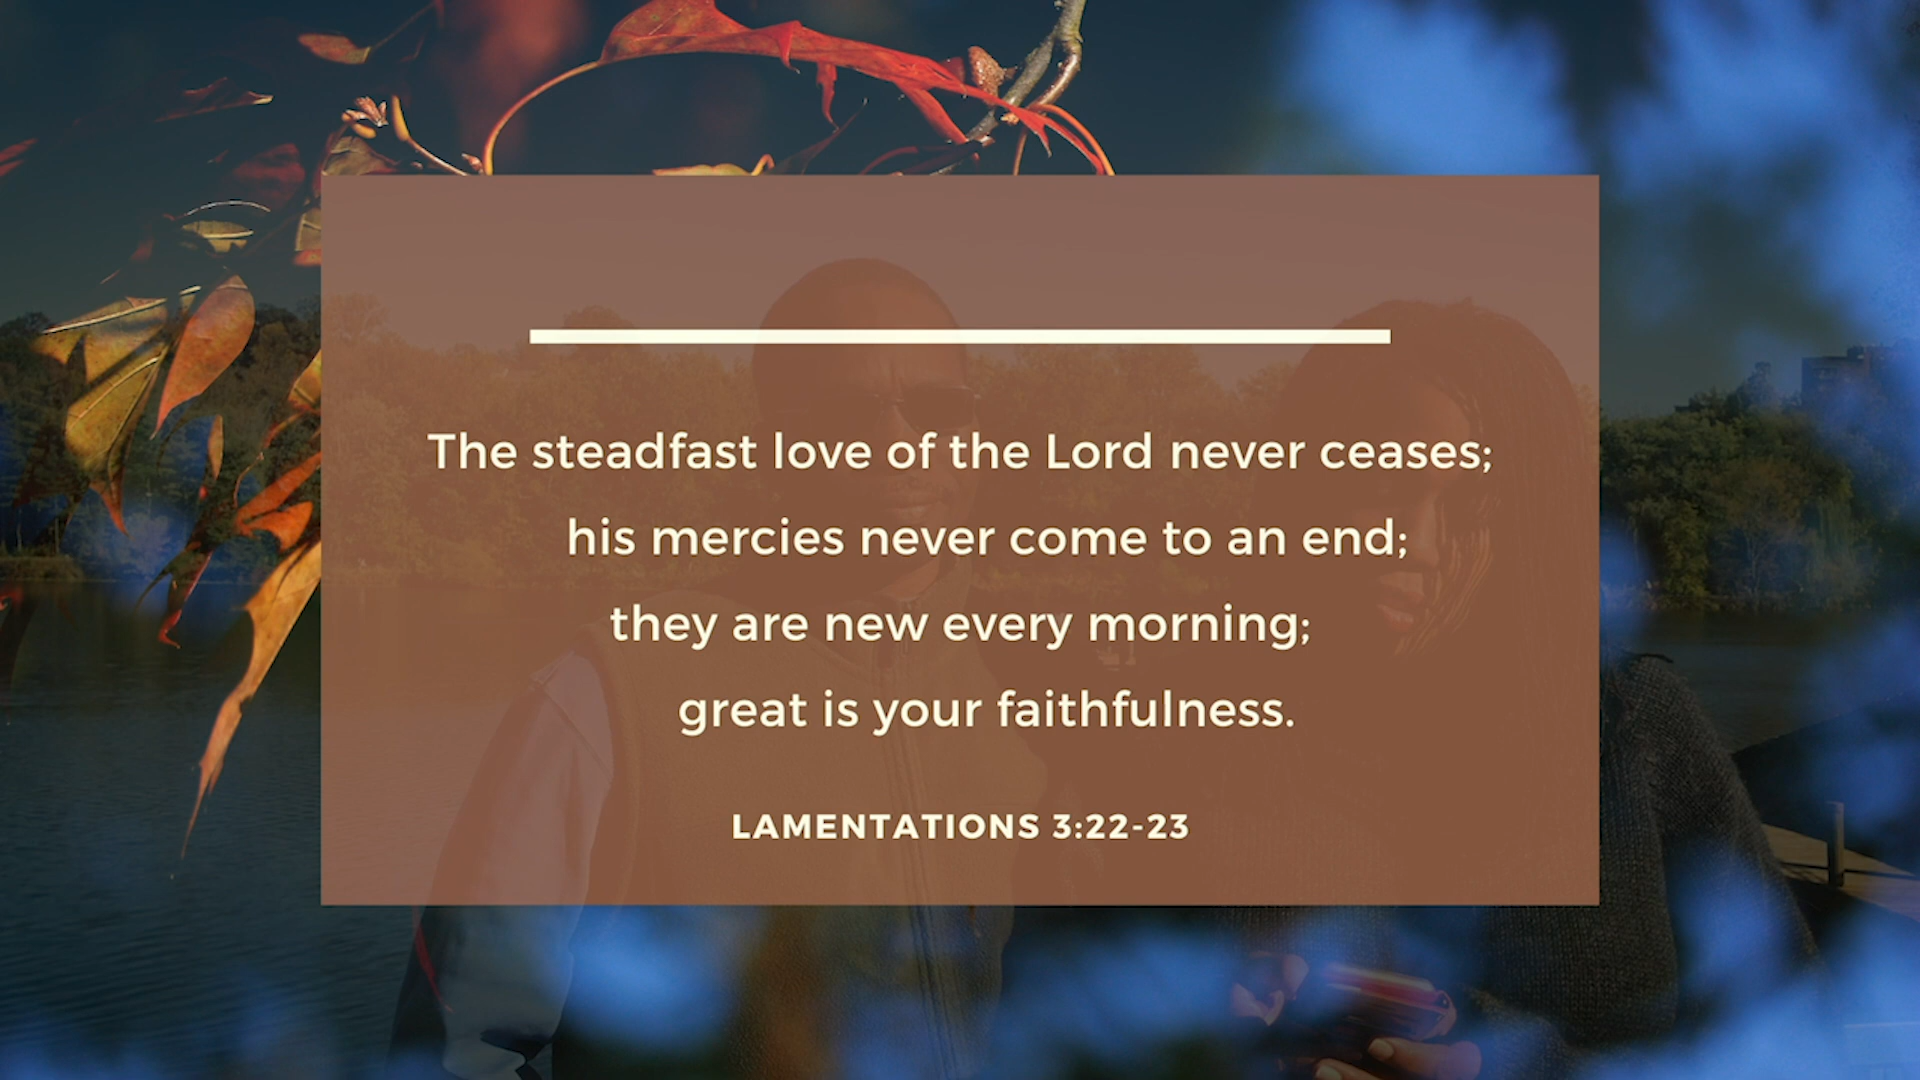 The steadfast love of the Lord never ceases;
his mercies never come to an end;
they are new every morning;
great is your faithfulness.
LAMENTATIONS 3:22-23